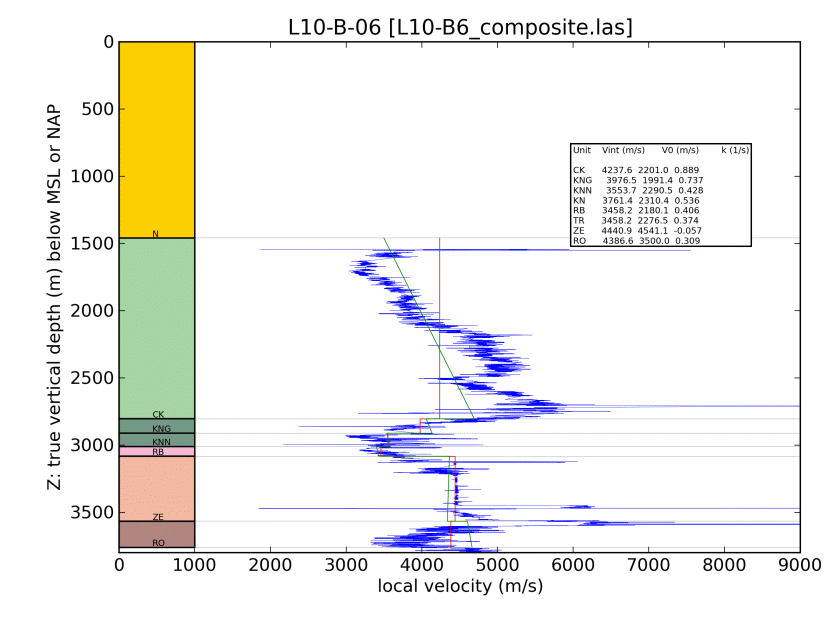 L10-B-06 [L10-B6_composite.las]
Z: true vertical depth (m) below MSL or NAP
0
500
1000
1500
2000
2500
3000
3500
N
CK
KNG
KNN
RB
ZE
RO
Unit Vint (m/s) V0 (m/s) k (1/s)
CK 4237.6 2201.0 0.889
KNG 3976.5 1991.4 0.737
KNN 3553.7 2290.5 0.428
KN 3761.4 2310.4 0.536
RB 3458.2 2180.1 0.406
TR 3458.2 2276.5 0.374
ZE 4440.9 4541.1 -0.057
RO 4386.6 3500.0 0.309
0 1000 2000 3000 4000 5000 6000 7000 8000 9000
local velocity (m/s)